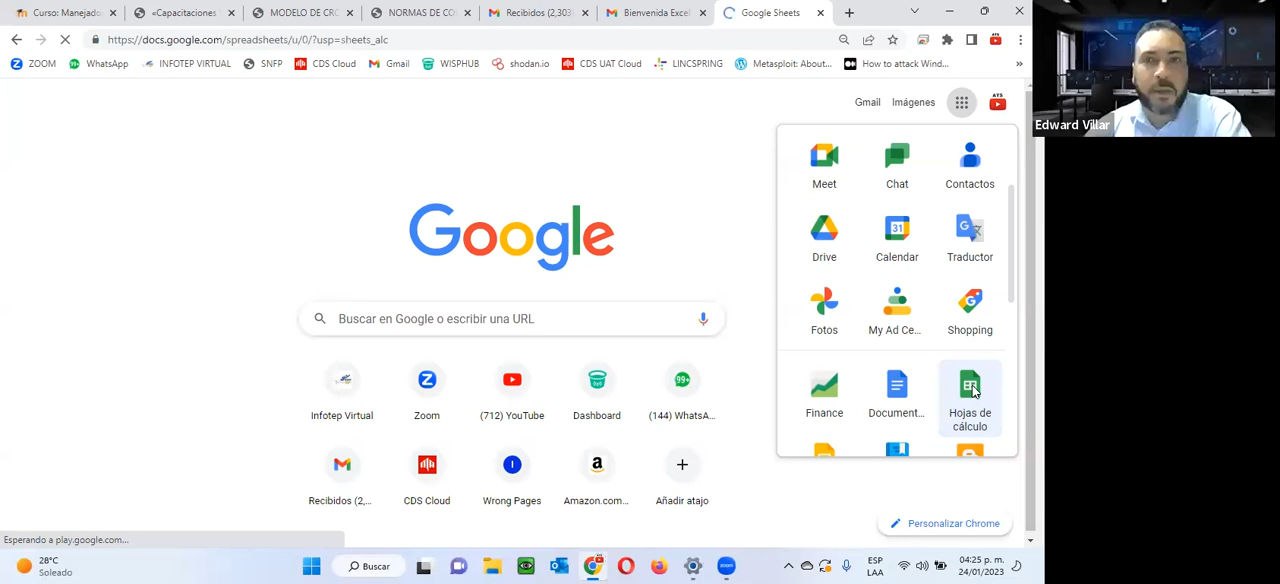 Curso: Manejado
«Capacitaciones
MODELO DE CRO
NORMAS DE CO
Recibidos (2,303
Bienvenida Excel
Google Sheets
https://docs.google.com/spreadsheets/u/0/?usp=sheets_alc
ZOOM
WhatsApp
INFOTEP VIRTUAL
SNFP
CDS Cloud
Gmail
WISPHUB
shodan.io
CDS UAT Cloud
LINCSPRING
Metasploit: About...
How to attack Wind...
»
Edward Villar
Gmail
Imágenes
AYS
Meet
Chat
Contactos
Drive
Calendar
Traductor
Fotos
My Ad Ce...
Shopping
Finance
Document...
Hojas de
cálculo
Google
Buscar en Google o escribir una URL
Infotep Virtual
Zoom
(712) YouTube
Dashboard
(144) WhatsA...
Recibidos (2,...
CDS Cloud
Wrong Pages
Amazon.com...
Añadir atajo
Personalizar Chrome
Esperando a play.google.com...
28°C
Soleado
Buscar
ESP
LAA
04:25 p. m.
24/01/2023